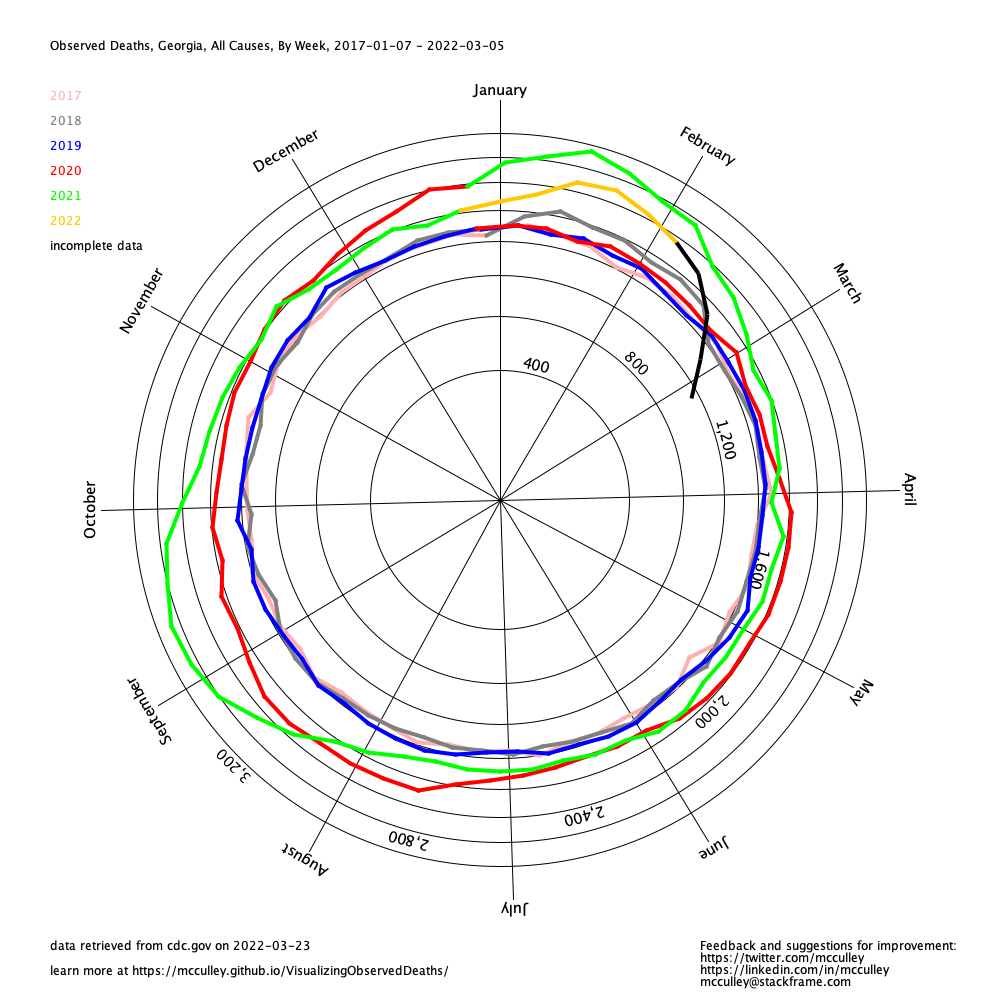 Observed Deaths, Georgia, All Causes, By Week, 2017-01-07 - 2022-03-05
2017
2018
2019
2020
2021
2022
incomplete data
January
February
March
April
May
June
July
August
September
October
November
December
400
800
1,200
1,600
2,000
2,400
2,800
3,200
data retrieved from cdc.gov on 2022-03-23
learn more at https://mcculley.github.io/VisualizingObservedDeaths/
Feedback and suggestions for improvement:
https://twitter.com/mcculley
https://linkedin.com/in/mcculley
mcculley@stackframe.com